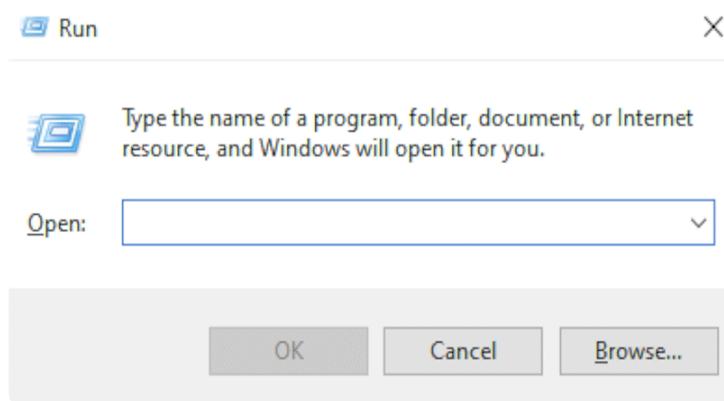 Run
Type the name of a program, folder, document, or Internet
resource, and Windows will open it for you.
Open:
OK Cancel Browse...